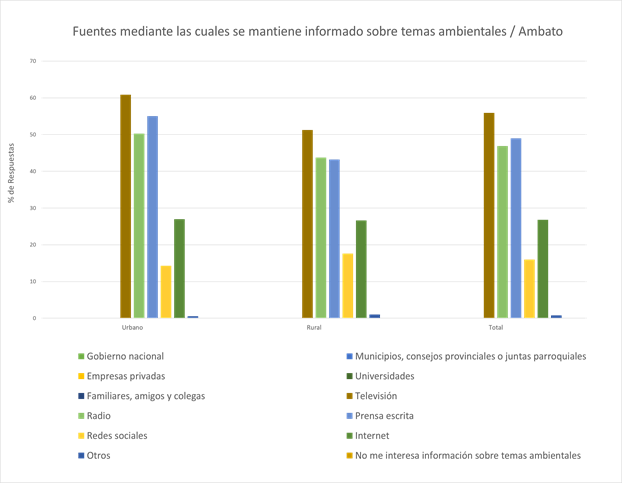 Fuentes mediante las cuales se mantiene informado sobre temas ambientales / Ambato
70
60
50
40
30
20
10
0
% de Respuestas
Urbano Rural Total
Gobierno nacional Municipios, consejos provinciales o juntas parroquiales
Empresas privadas Universidades
Familiares, amigos y colegas Televisión
Radio Prensa escrita
Redes sociales Internet
Otros No me interesa información sobre temas ambientales